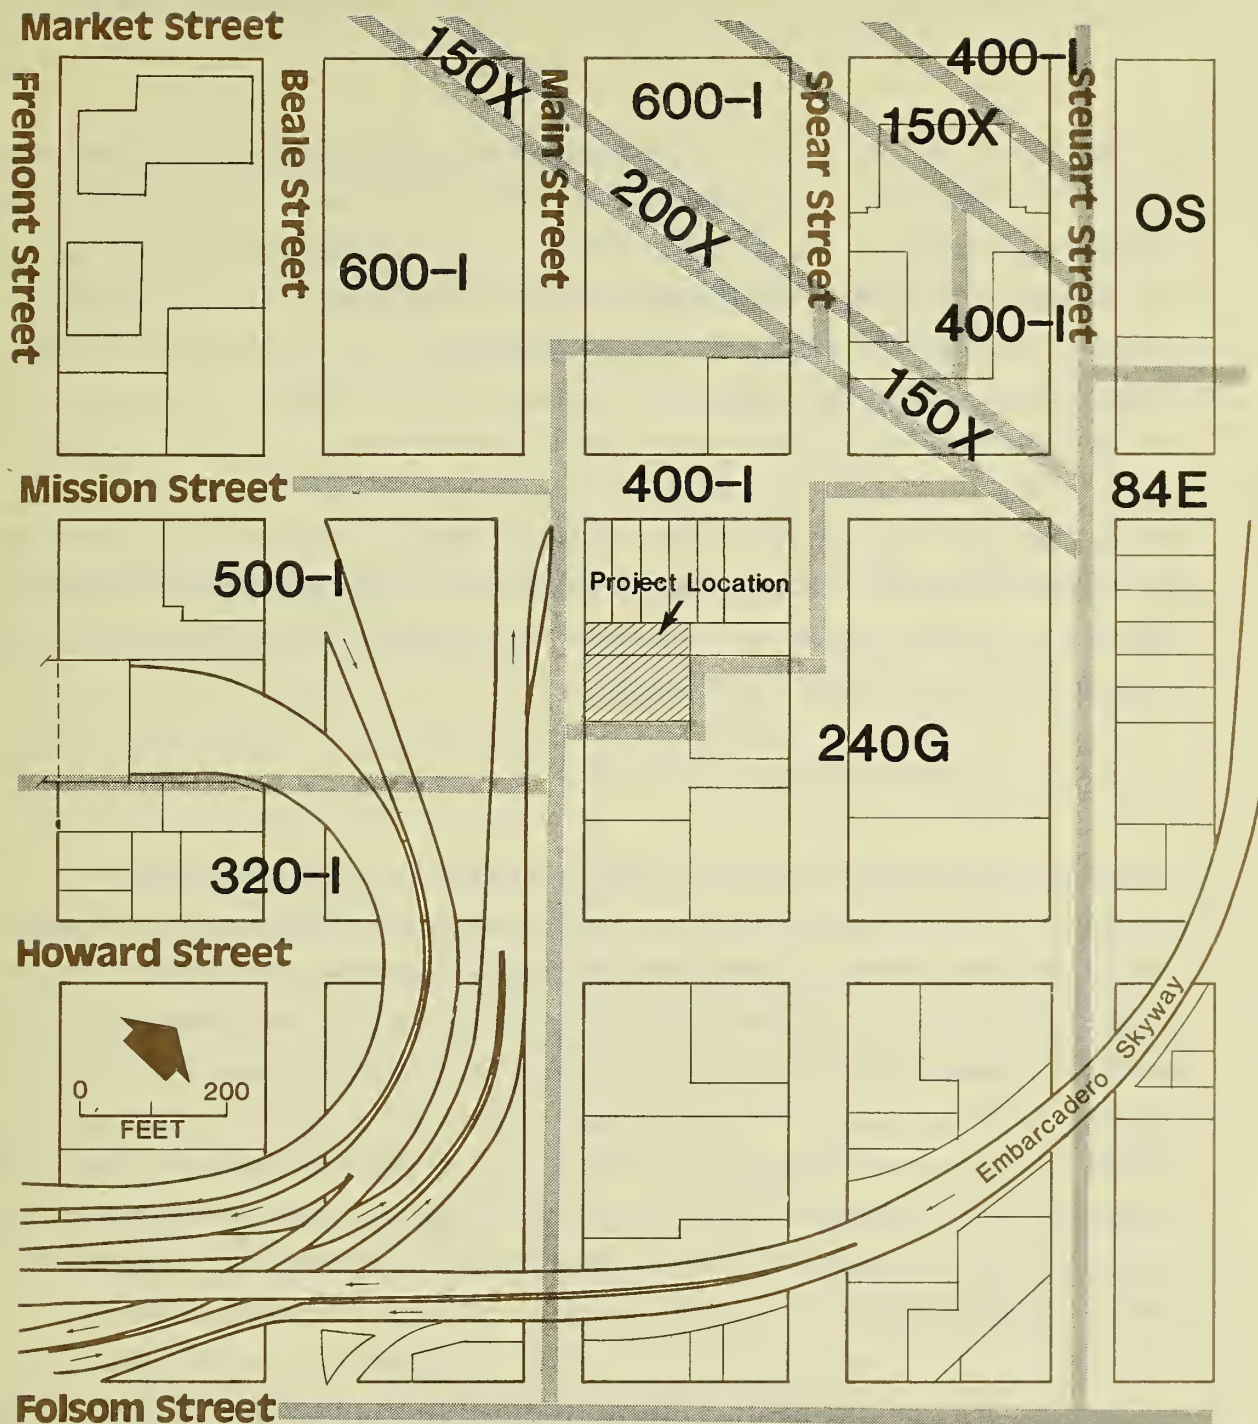 Market Street
Fremont Street
Beale Street
150X
Main Street
600-I
Spear Street
400-I
Steuart Street
150X
OS
200X
600-I
400-I
150X
Mission Street
400-I
84E
500-I
Project Location
240G
320-I
Howard Street
Embarcadero Skyway
0 200
FEET
Folsom Street